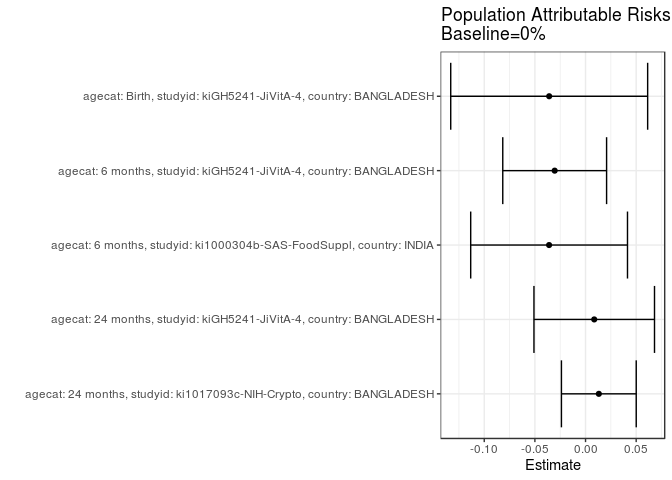 Population Attributable Risks
Baseline=0%
agecat: Birth, studyid: kiGH5241-JiVitA-4, country: BANGLADESH
agecat: 6 months, studyid: kiGH5241-JiVitA-4, country: BANGLADESH
agecat: 6 months, studyid: ki1000304b-SAS-FoodSuppl, country: INDIA
agecat: 24 months, studyid: kiGH5241-JiVitA-4, country: BANGLADESH
agecat: 24 months, studyid: ki1017093c-NIH-Crypto, country: BANGLADESH
-0.10 -0.05 0.00 0.05
Estimate